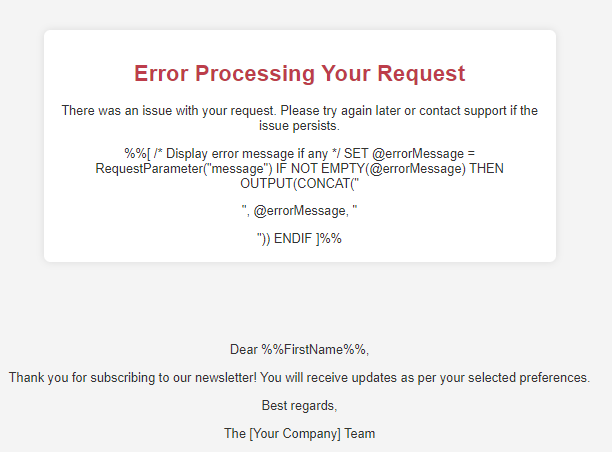 Error Processing Your Request
There was an issue with your request. Please try again later or contact support if the
issue persists.
%%[ /* Display error message if any */ SET @errorMessage =
RequestParameter("message") IF NOT EMPTY(@errorMessage) THEN
OUTPUT(CONCAT("
", @errorMessage, "
")) ENDIF ]%%
Dear %%FirstName%%,
Thank you for subscribing to our newsletter! You will receive updates as per your selected preferences.
Best regards,
The [Your Company] Team